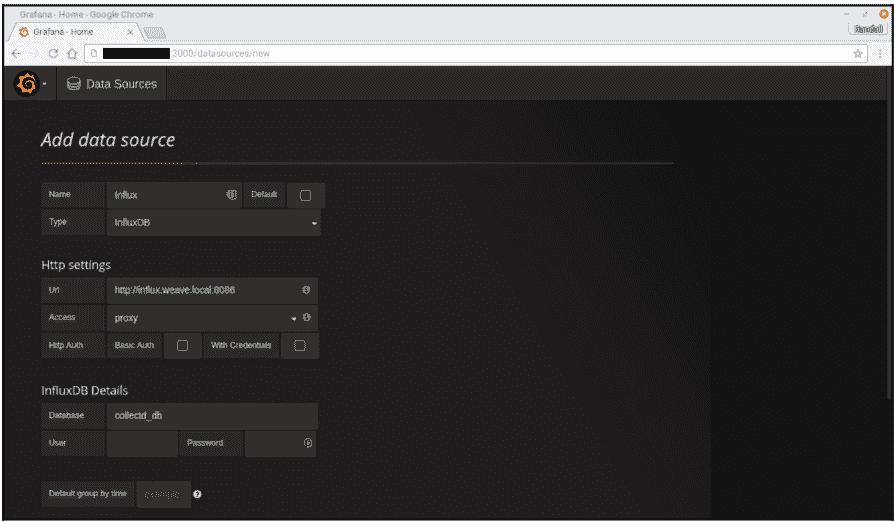 Grafana - Home - Google Chrome
Grafana - Home
Randall
:3000/datasources/new
Data Sources
Add data source
Name Influx Default
Type InfluxDB
Http settings
Url http://influx.weave.local:8086
Access proxy
Http Auth Basic Auth With Credentials
InfluxDB Details
Database collectd_db
User Password
Default group by time example